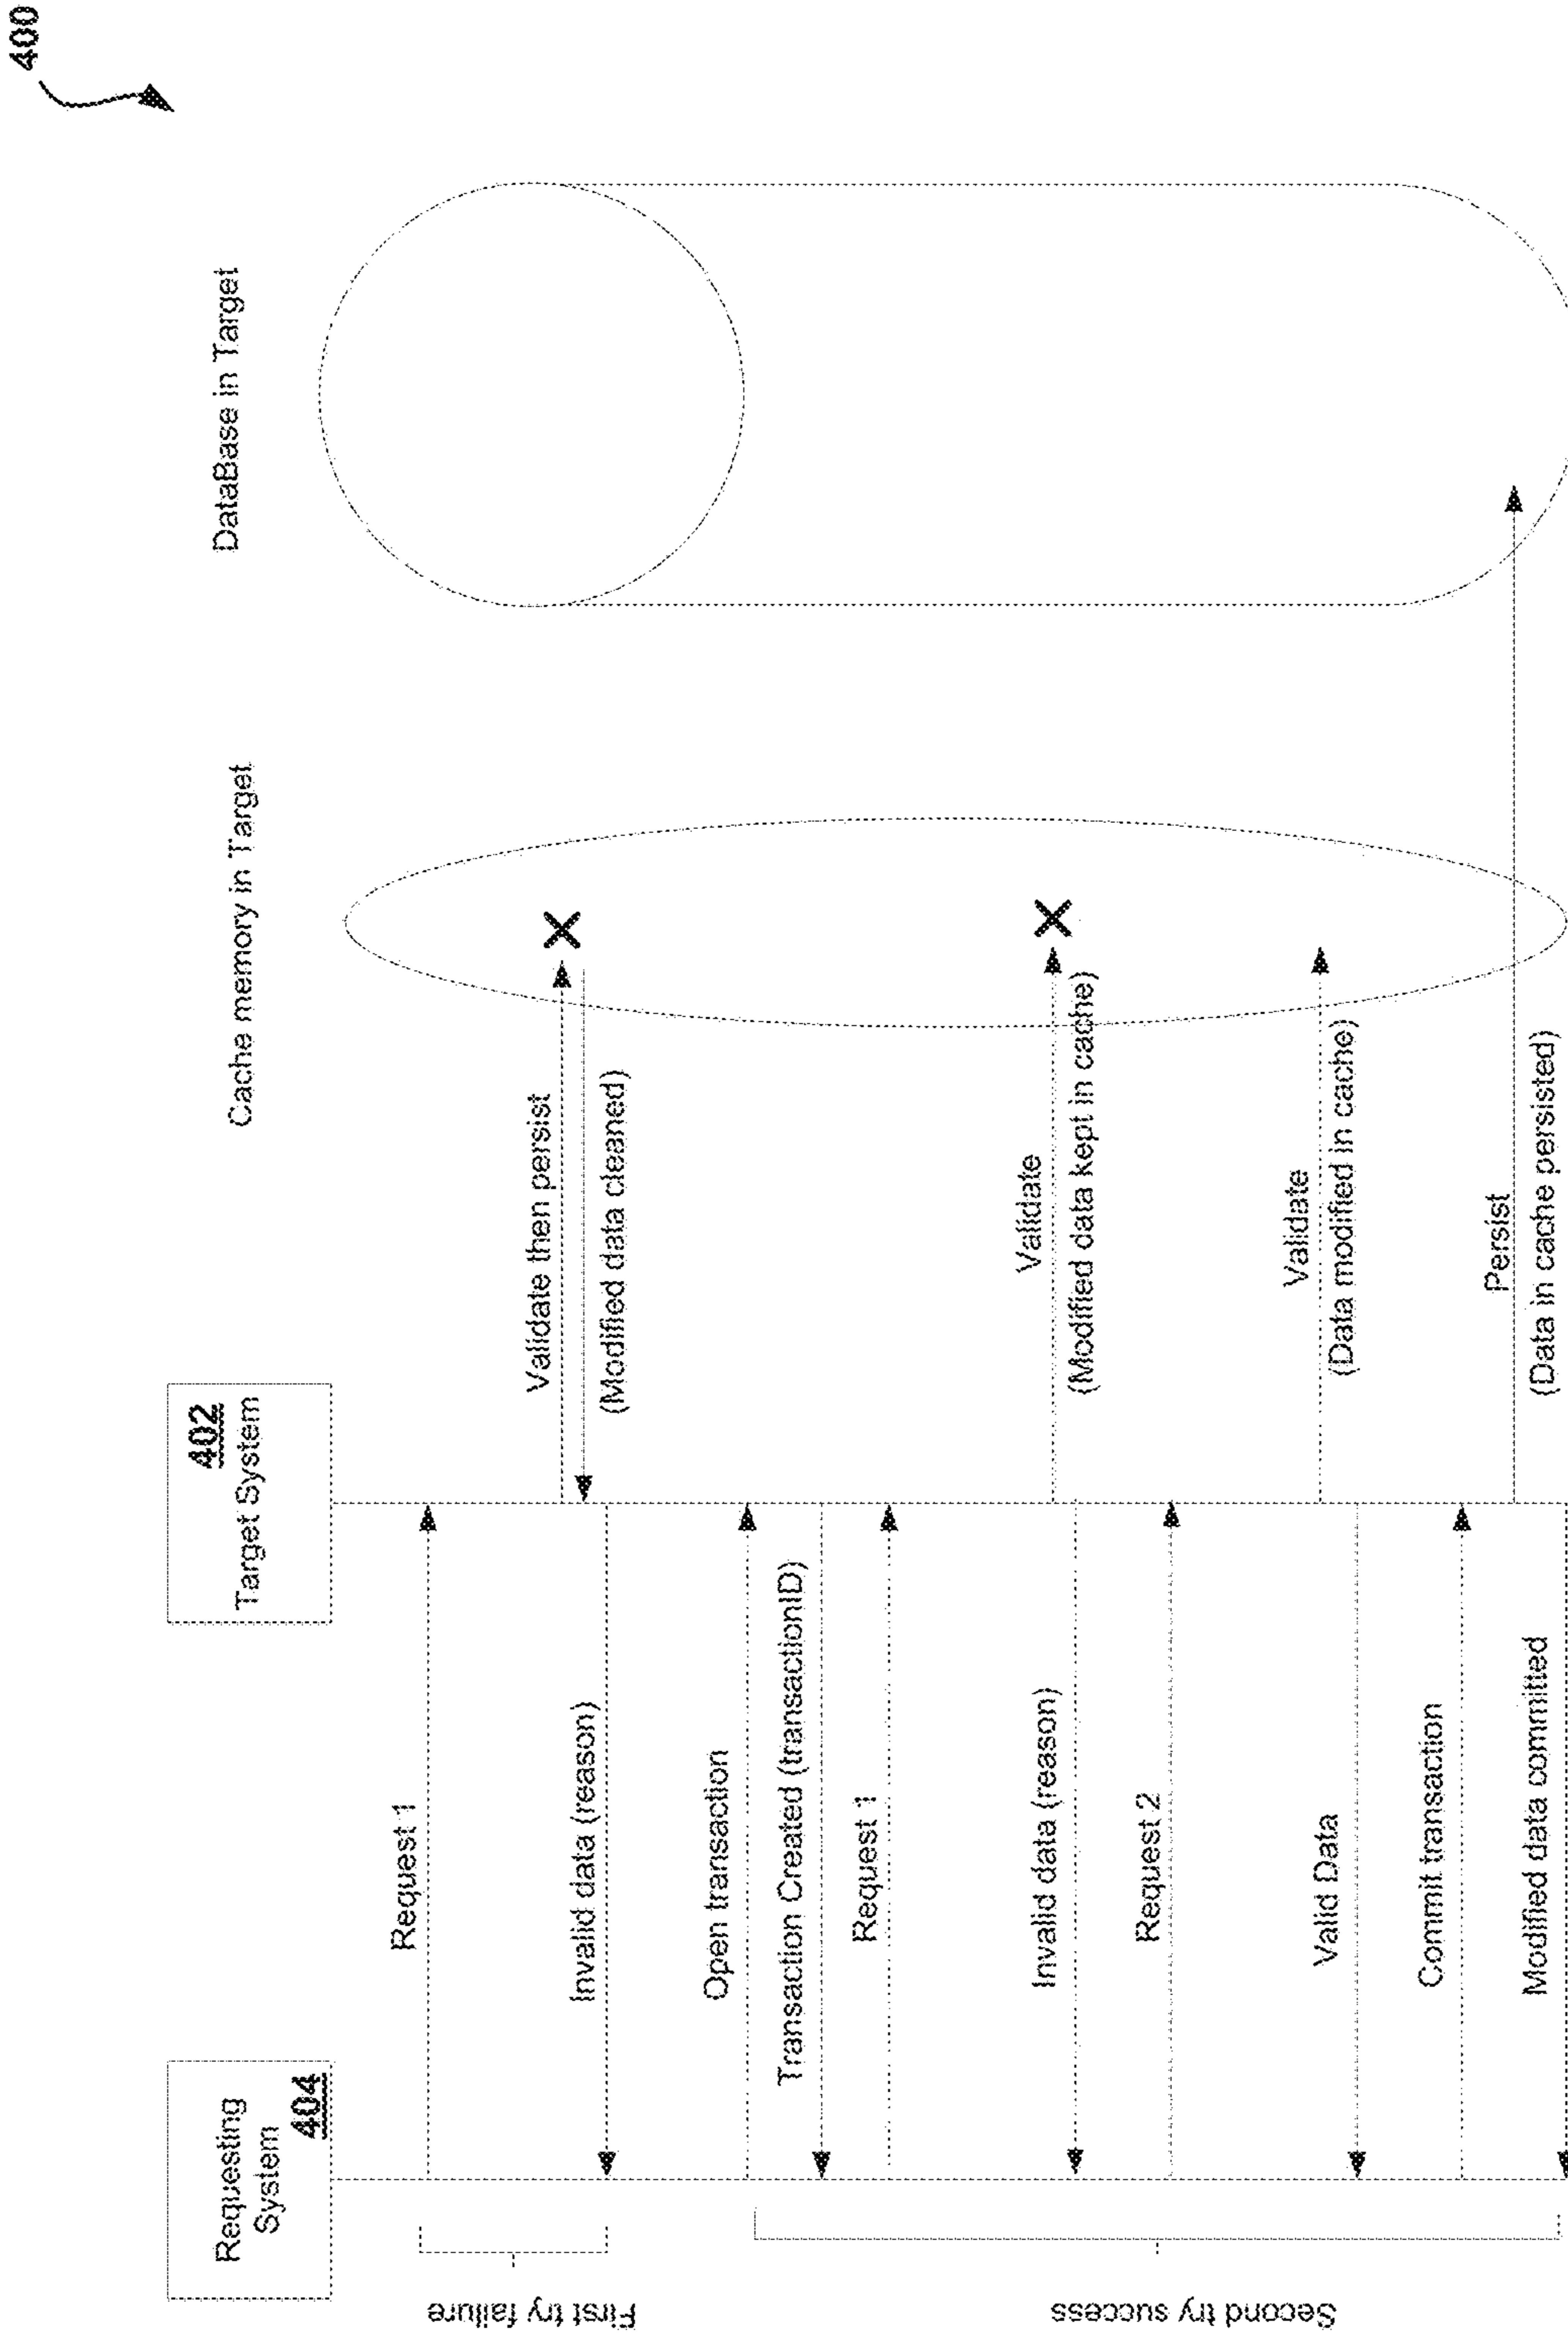 400
Requesting
System
404
402
Target System
Cache memory in Target
DataBase in Target
First try failure
Request 1
Validate then persist
(Modified data cleaned)
Invalid data (reason)
Second try success
Open transaction
Transaction Created (transactionID)
Request 1
Validate
(Modified data kept in cache)
Invalid data (reason)
Request 2
Validate
(Data modified in cache)
Valid Data
Commit transaction
Persist
(Data in cache persisted)
Modified data committed